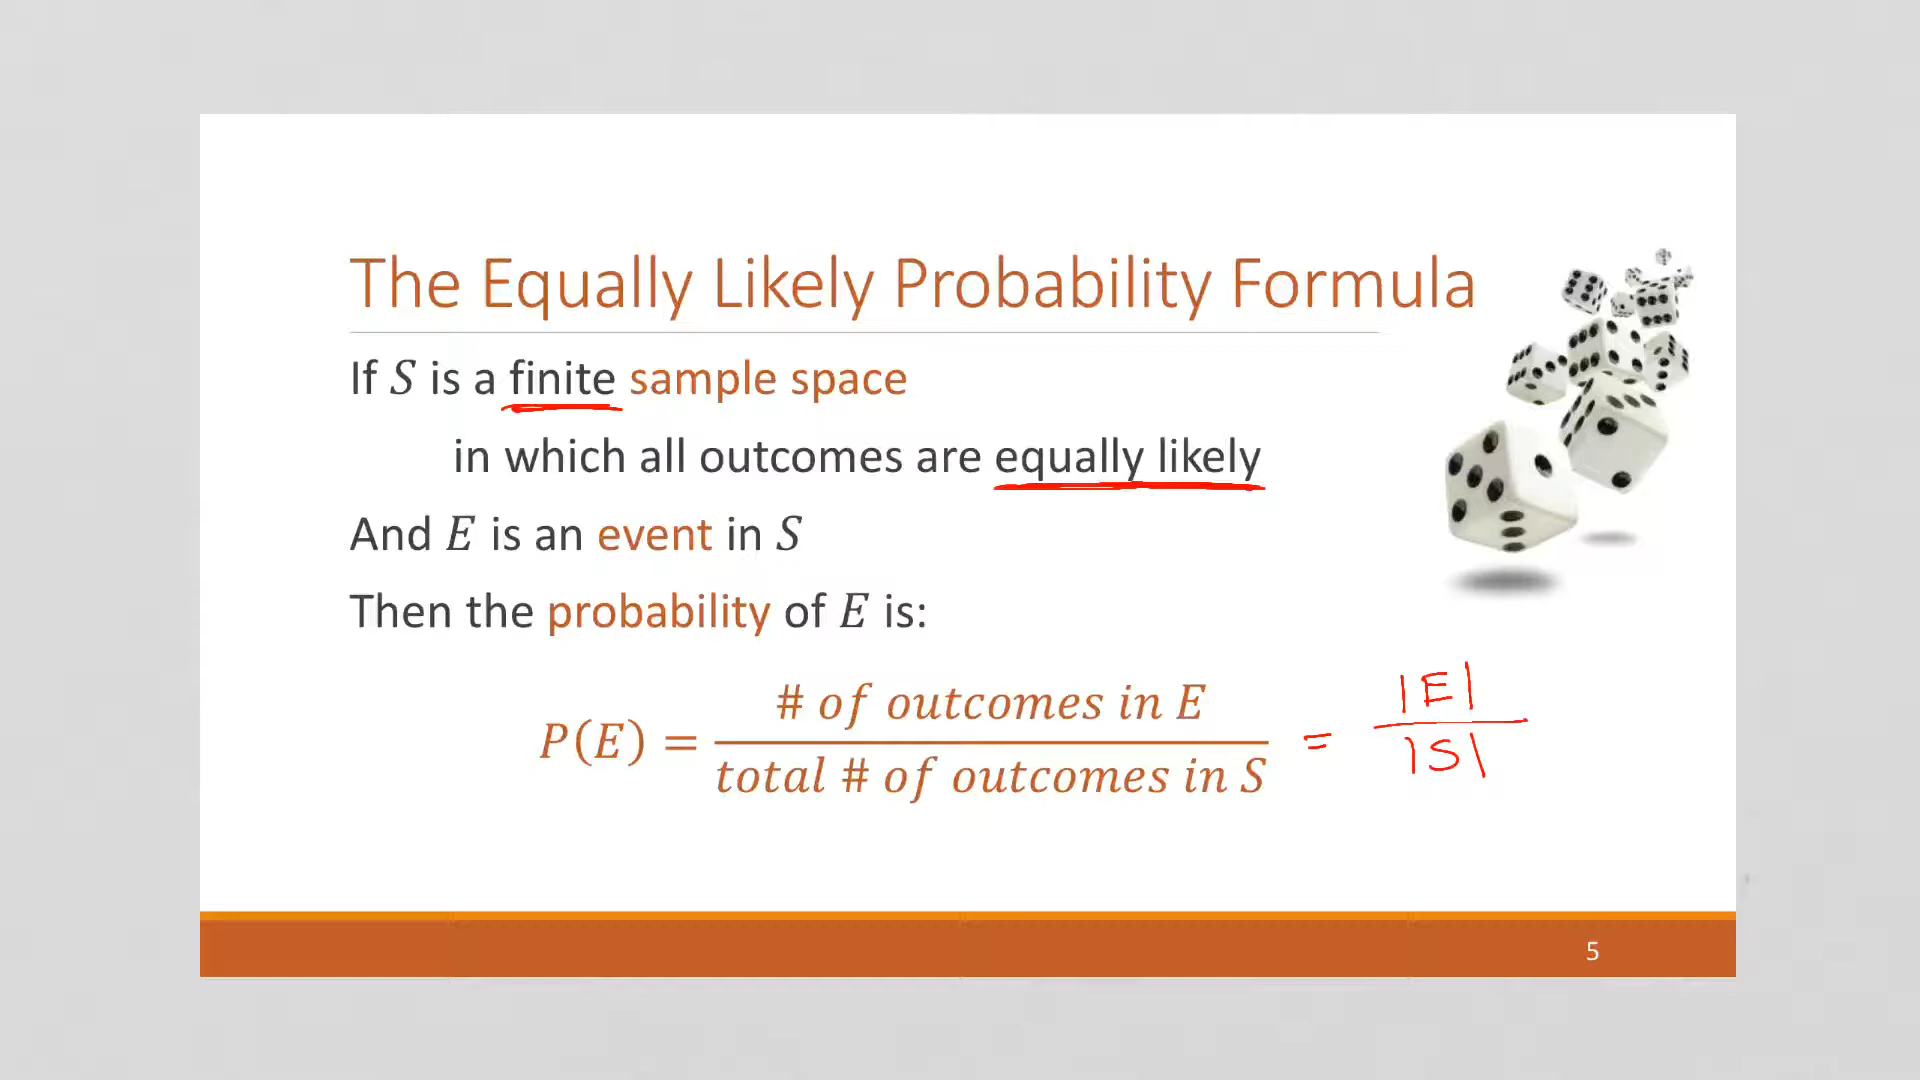 The Equally Likely Probability Formula
If S is a finite sample space
in which all outcomes are equally likely
And E is an event in S
Then the probability of E is:
P(E) = # of outcomes in E / total # of outcomes in S = |E| / |S|
5